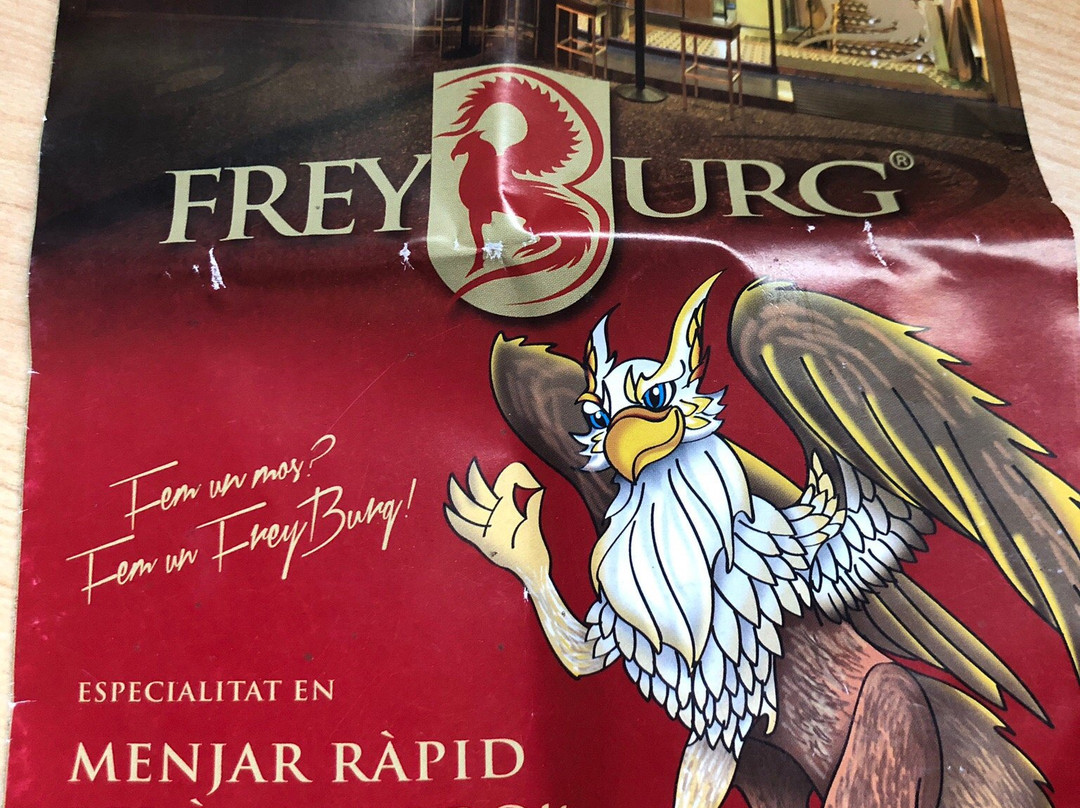 FREYBURG®
Fem un mos?
Fem un FreyBurg!
ESPECIALITAT EN
MENJAR RÀPID